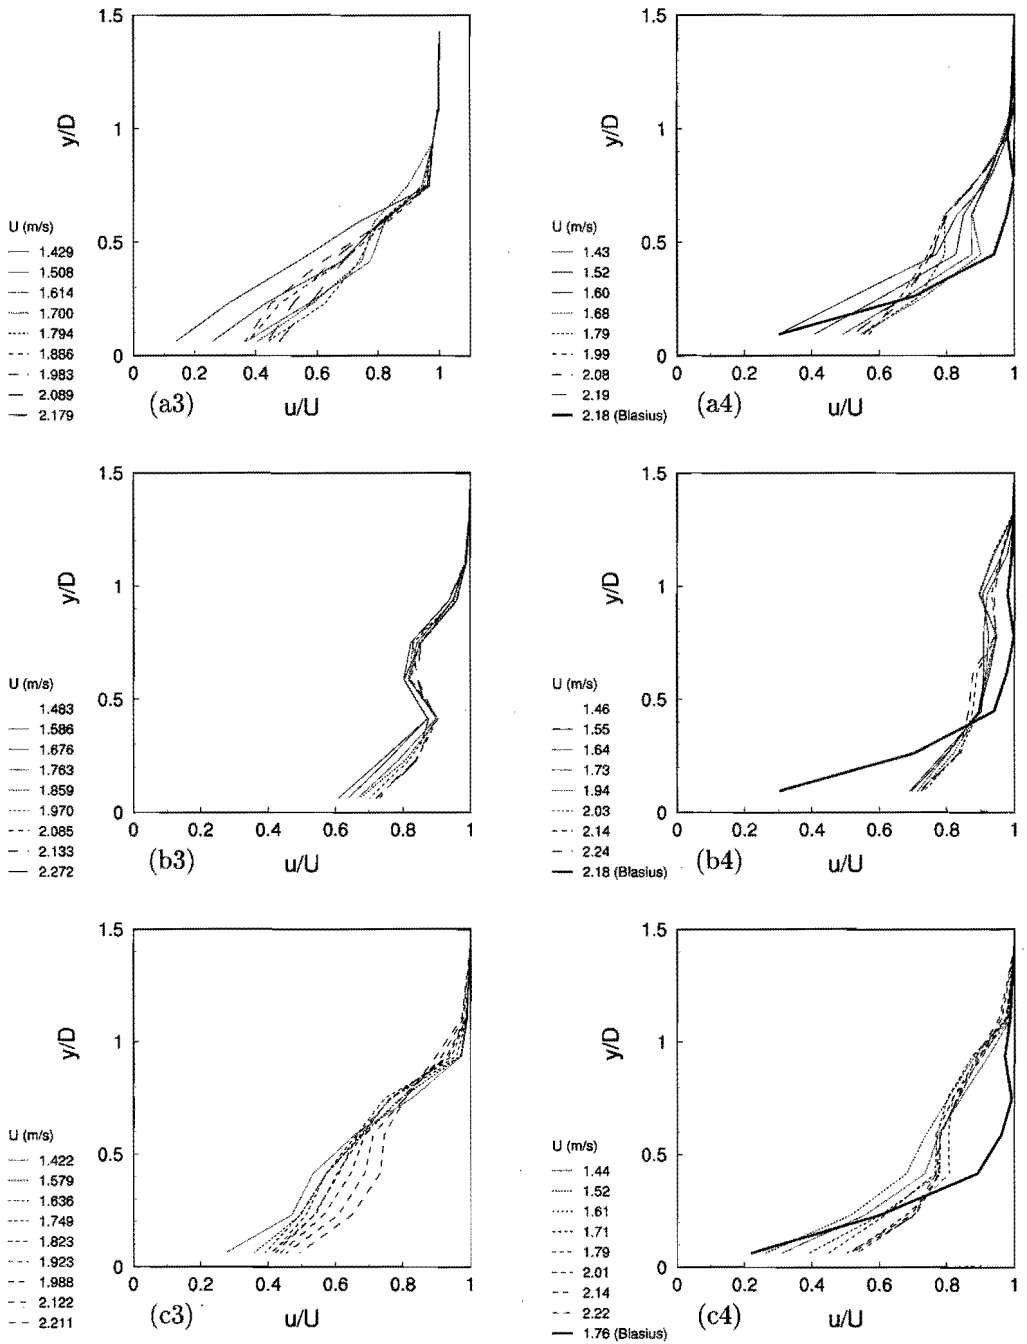 1.5
1
0.5
0
y/D
0 0.2 0.4 0.6 0.8 1
u/U
(a3)
U (m/s)
1.429
1.508
1.614
1.700
1.794
1.886
1.983
2.089
2.179
1.5
1
0.5
0
y/D
0 0.2 0.4 0.6 0.8 1
u/U
(a4)
U (m/s)
1.43
1.52
1.60
1.68
1.79
1.99
2.08
2.19
2.18 (Blasius)
1.5
1
0.5
0
y/D
0 0.2 0.4 0.6 0.8 1
u/U
(b3)
U (m/s)
1.483
1.586
1.676
1.763
1.859
1.970
2.085
2.133
2.272
1.5
1
0.5
0
y/D
0 0.2 0.4 0.6 0.8 1
u/U
(b4)
U (m/s)
1.46
1.55
1.64
1.73
1.94
2.03
2.14
2.24
2.18 (Blasius)
1.5
1
0.5
0
y/D
0 0.2 0.4 0.6 0.8 1
u/U
(c3)
U (m/s)
1.422
1.579
1.636
1.749
1.823
1.923
1.988
2.122
2.211
1.5
1
0.5
0
y/D
0 0.2 0.4 0.6 0.8 1
u/U
(c4)
U (m/s)
1.44
1.52
1.61
1.71
1.79
2.01
2.14
2.22
1.76 (Blasius)